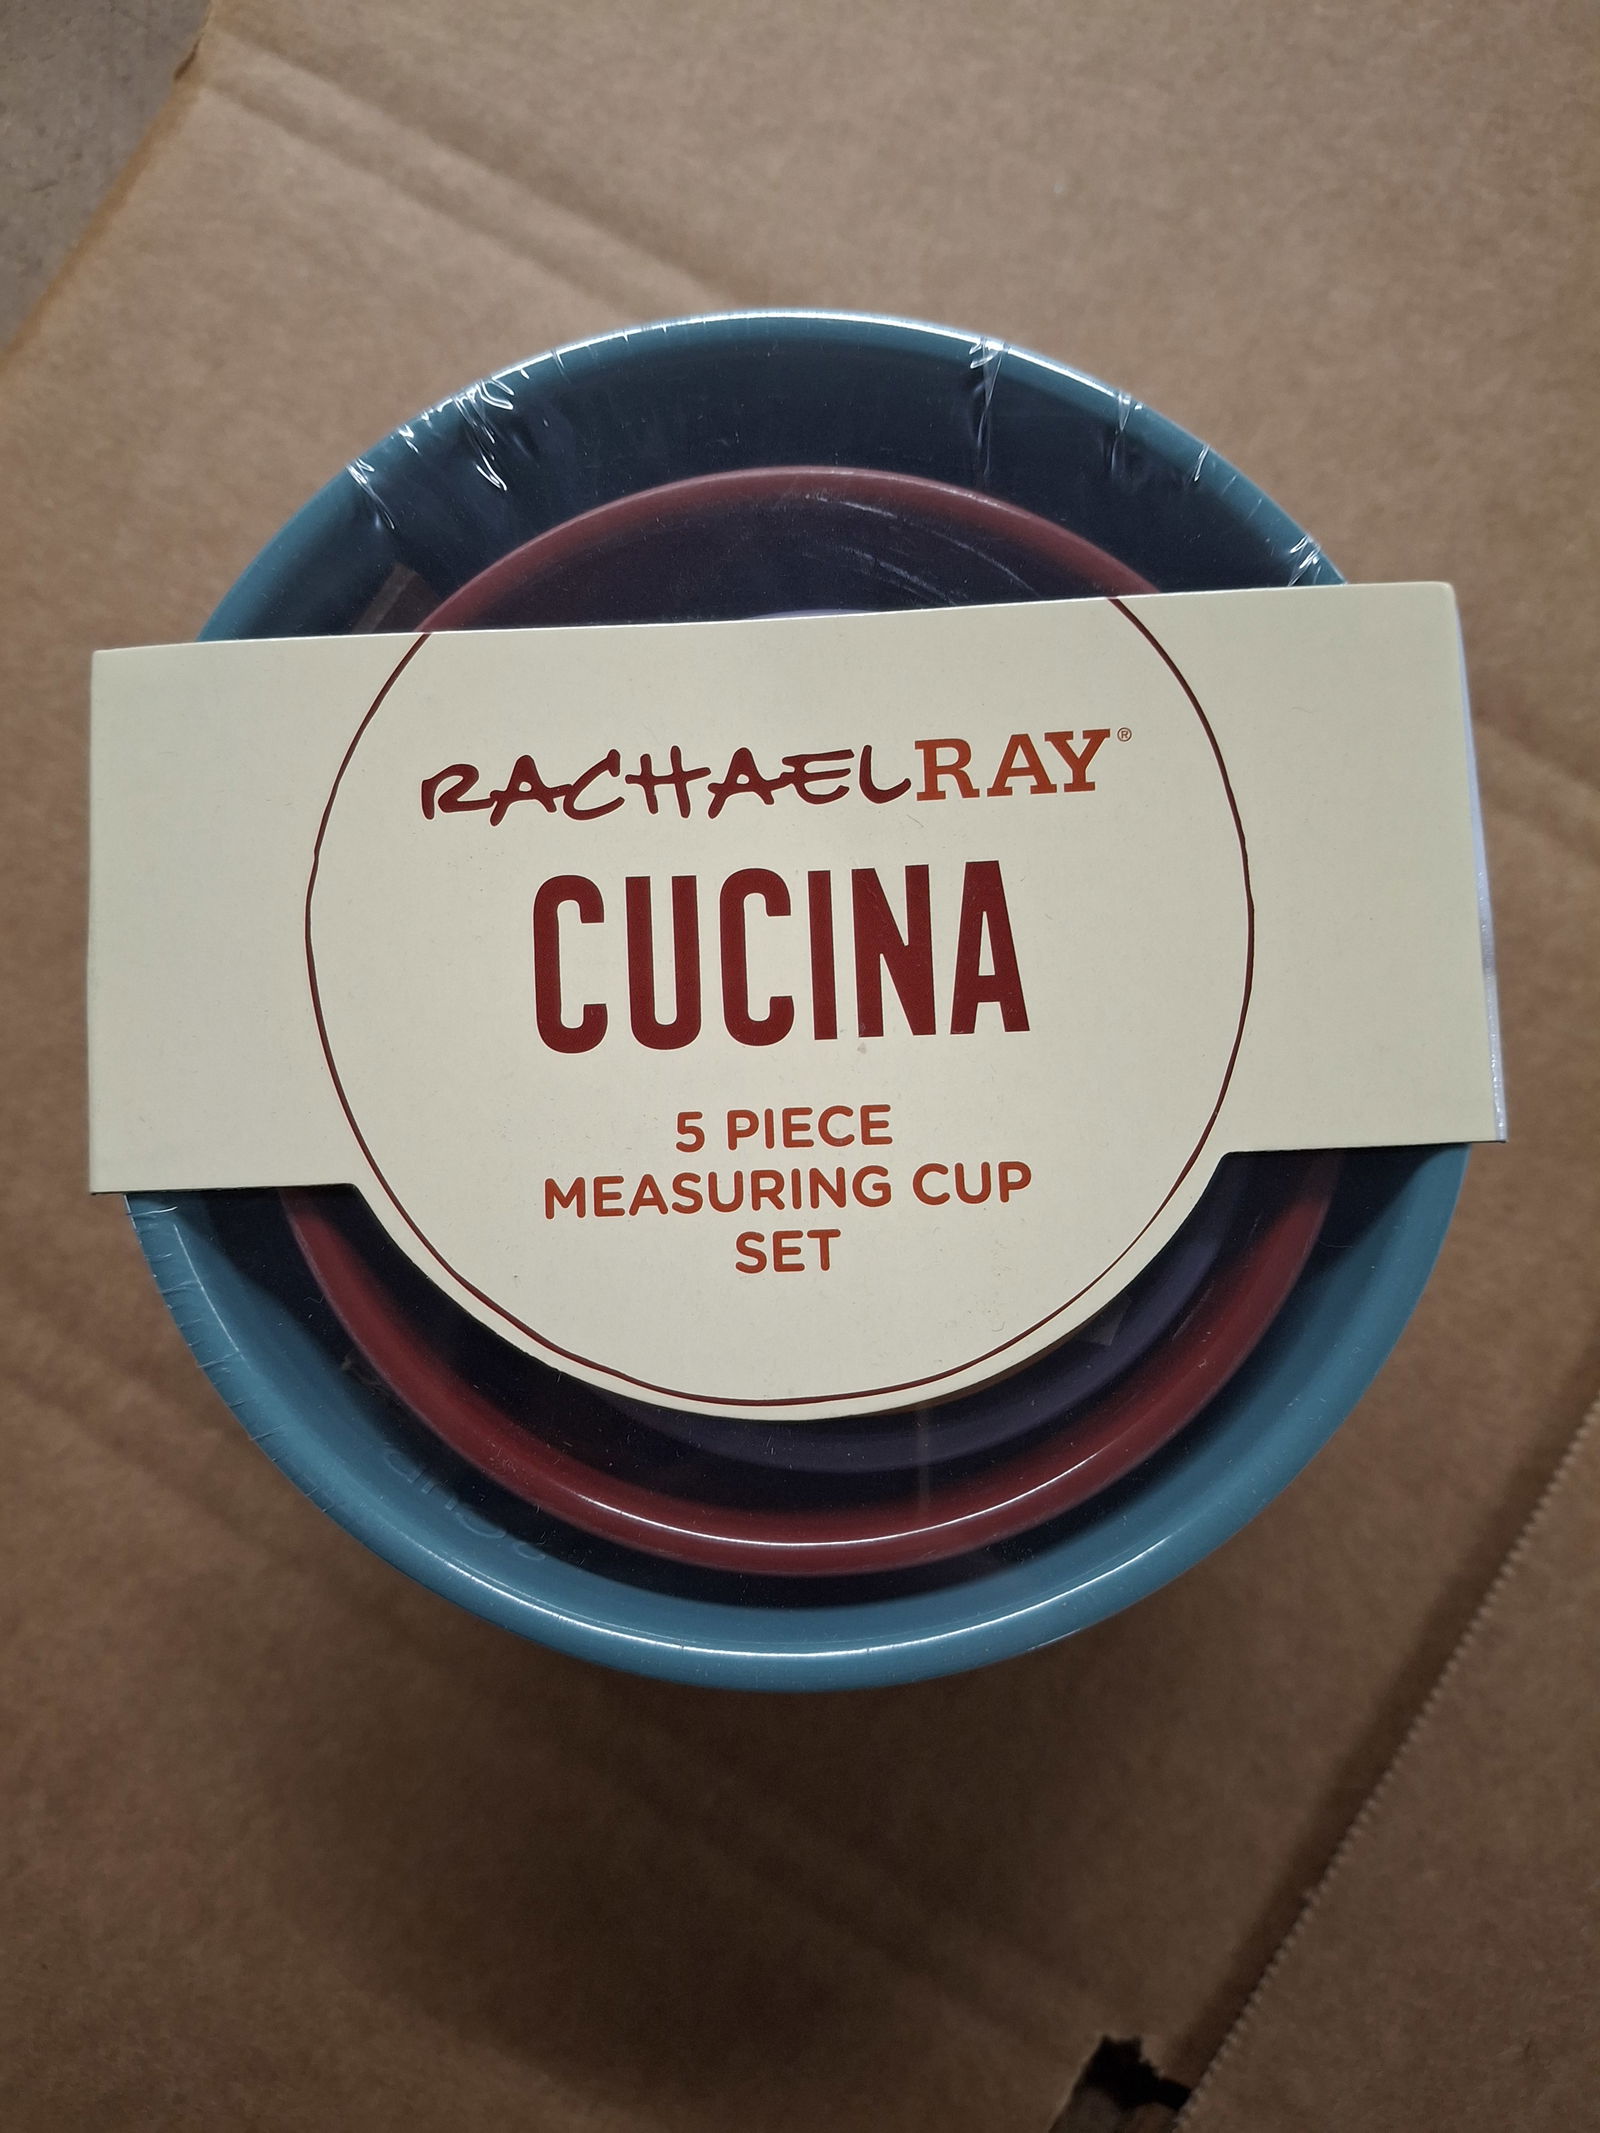 RACHAELRAY®
CUCINA
5 PIECE
MEASURING CUP
SET